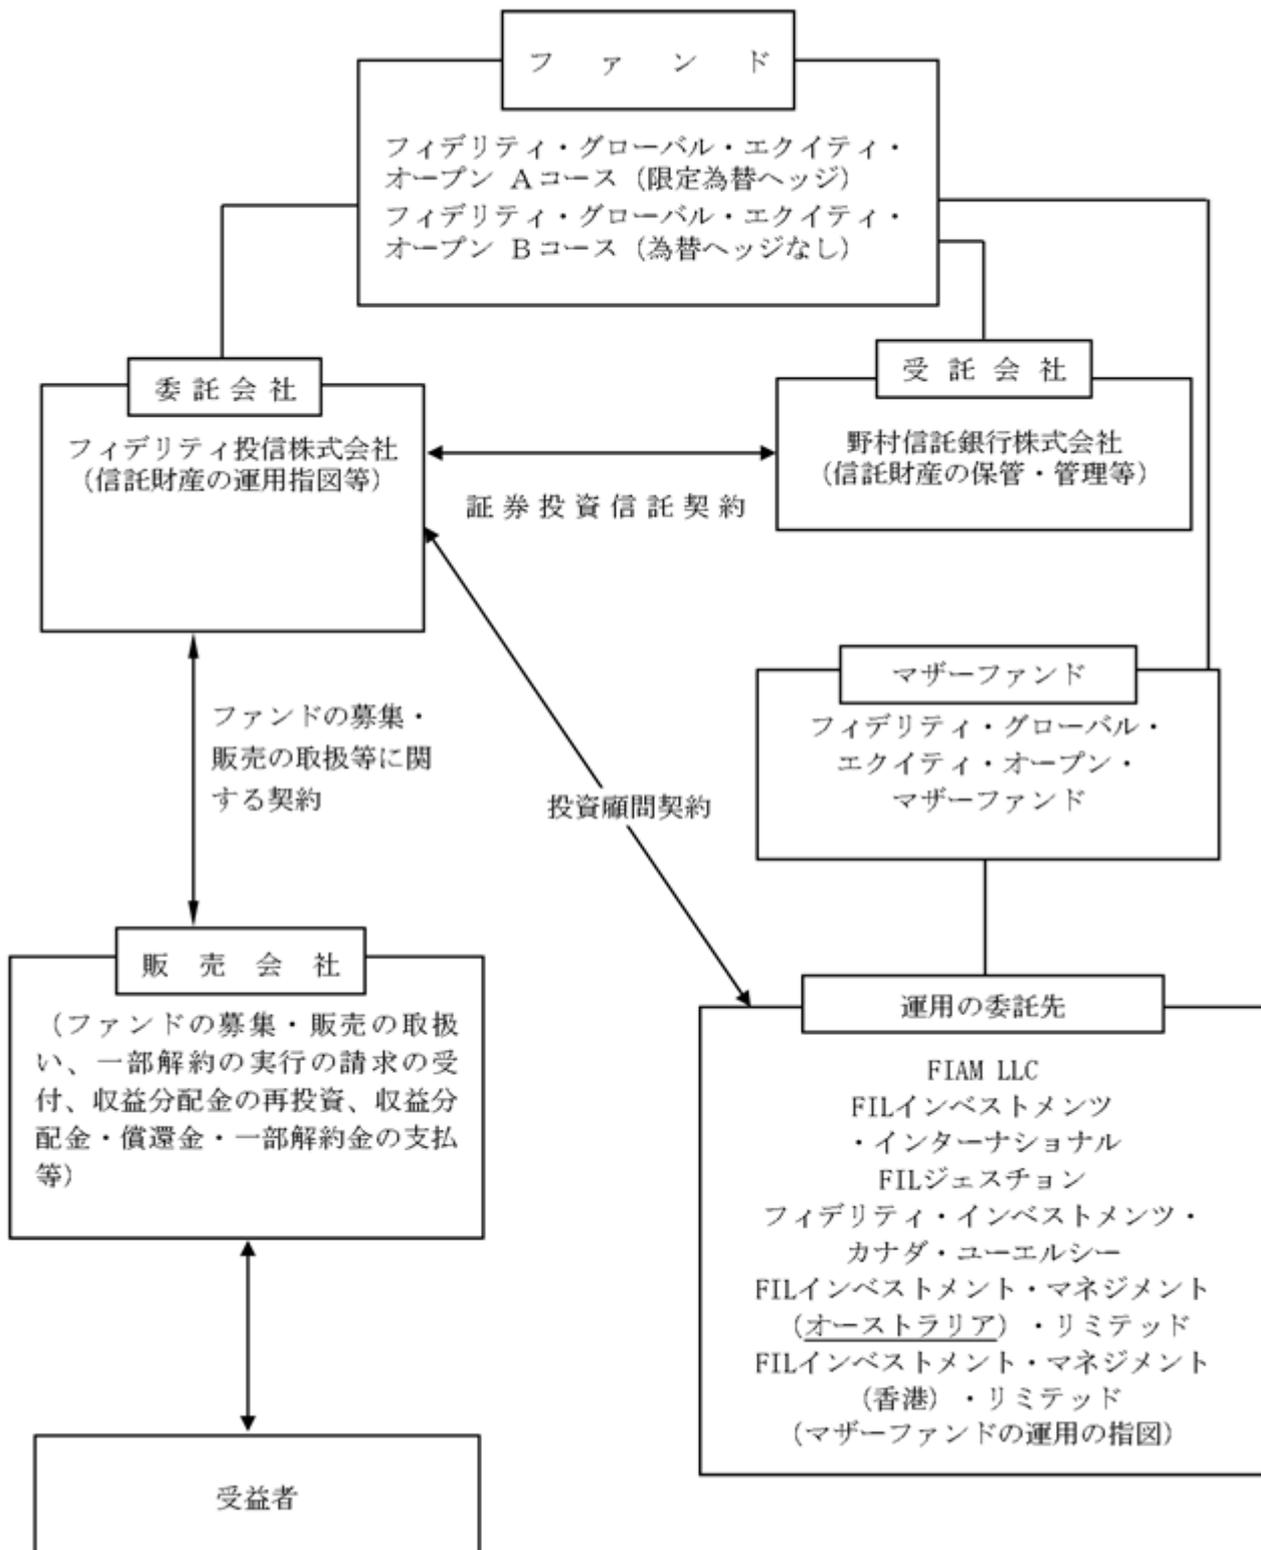 ファンド
フィデリティ・グローバル・エクイティ・
オープン Aコース（限定為替ヘッジ）
フィデリティ・グローバル・エクイティ・
オープン Bコース（為替ヘッジなし）
委託会社
フィデリティ投信株式会社
（信託財産の運用指図等）
受託会社
野村信託銀行株式会社
（信託財産の保管・管理等）
証券投資信託契約
マザーファンド
フィデリティ・グローバル・
エクイティ・オープン・
マザーファンド
ファンドの募集・
販売の取扱等に関
する契約
投資顧問契約
販売会社
（ファンドの募集・販売の取扱
い、一部解約の実行の請求の受
付、収益分配金の再投資、収益分
配金・償還金・一部解約金の支払
等）
運用の委託先
FIAM LLC
FILインベストメンツ
・インターナショナル
FILジェスチョン
フィデリティ・インベストメンツ・
カナダ・ユーエルシー
FILインベストメント・マネジメント
（オーストラリア）・リミテッド
FILインベストメント・マネジメント
（香港）・リミテッド
（マザーファンドの運用の指図）
受益者